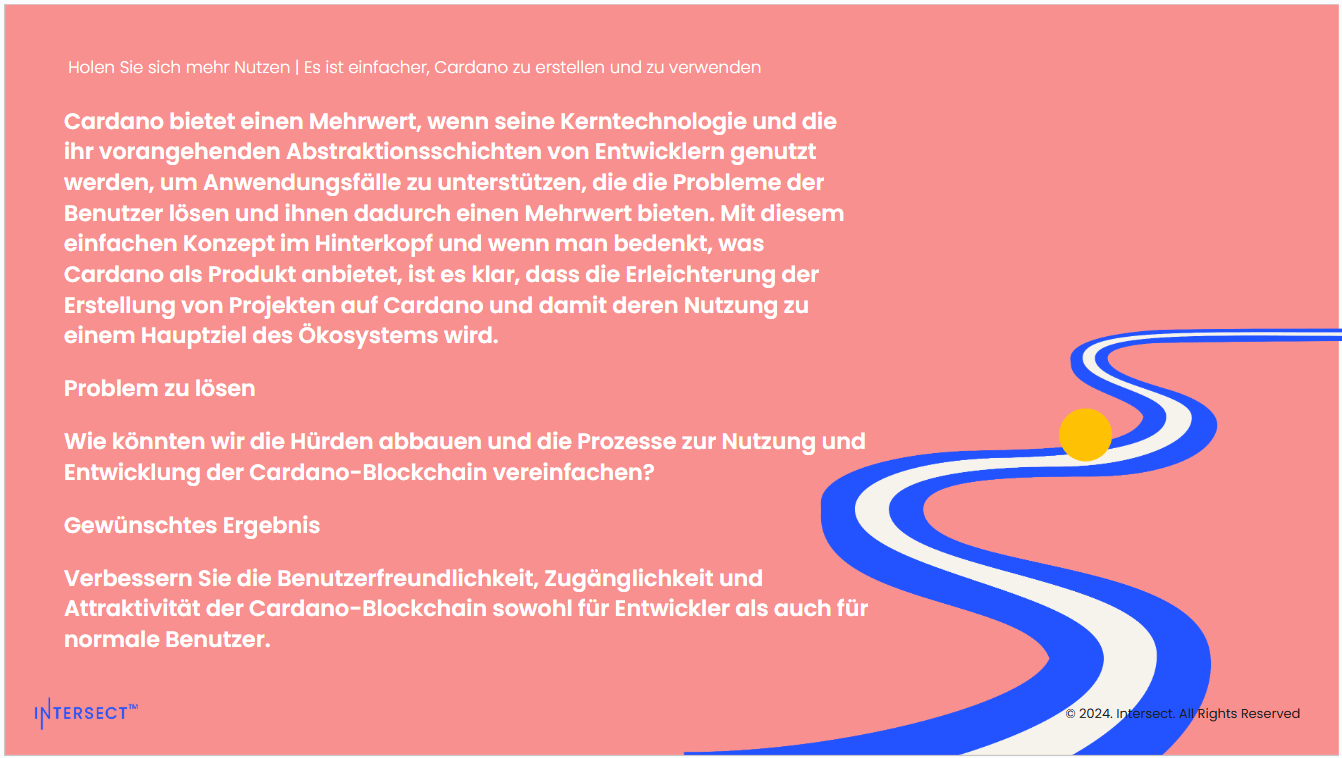 Holen Sie sich mehr Nutzen | Es ist einfacher, Cardano zu erstellen und zu verwenden
Cardano bietet einen Mehrwert, wenn seine Kerntechnologie und die
ihr vorangehenden Abstraktionsschichten von Entwicklern genutzt
werden, um Anwendungsfälle zu unterstützen, die die Probleme der
Benutzer lösen und ihnen dadurch einen Mehrwert bieten. Mit diesem
einfachen Konzept im Hinterkopf und wenn man bedenkt, was
Cardano als Produkt anbietet, ist es klar, dass die Erleichterung der
Erstellung von Projekten auf Cardano und damit deren Nutzung zu
einem Hauptziel des Ökosystems wird.
Problem zu lösen
Wie könnten wir die Hürden abbauen und die Prozesse zur Nutzung und
Entwicklung der Cardano-Blockchain vereinfachen?
Gewünschtes Ergebnis
Verbessern Sie die Benutzerfreundlichkeit, Zugänglichkeit und
Attraktivität der Cardano-Blockchain sowohl für Entwickler als auch für
normale Benutzer.
INTERSECT™
© 2024. Intersect. All Rights Reserved